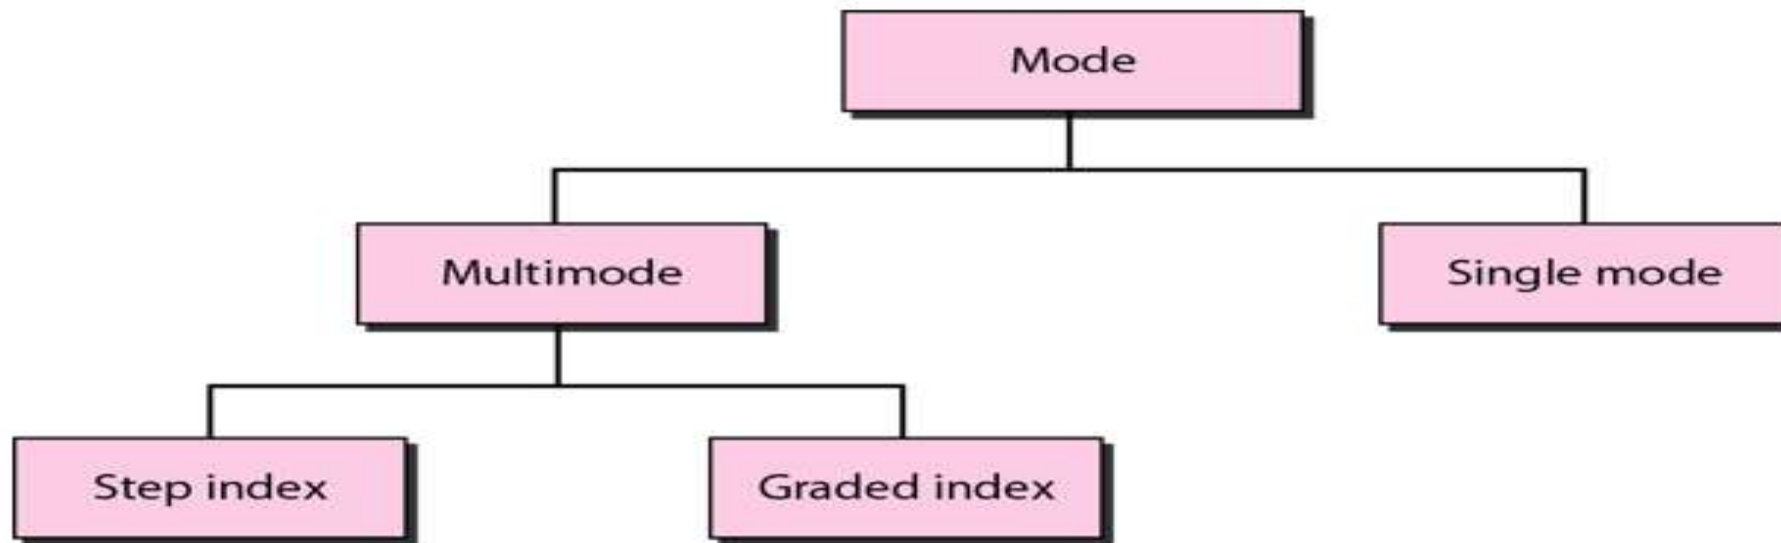 Mode
Multimode
Single mode
Step index
Graded index